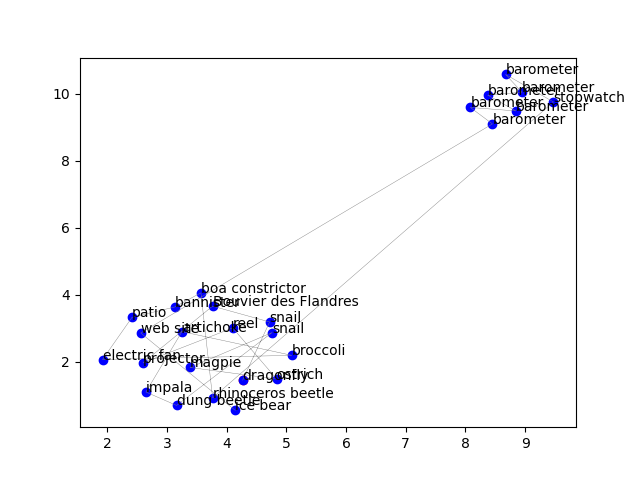 barometer
barometer
barometer
stopwatch
barometer
barometer
barometer
boa constrictor
bannister
Bouvier des Flandres
patio
snail
reel
web site
artichoke
snail
broccoli
electric fan
projector
magpie
dragonfly
ostrich
impala
rhinoceros beetle
dung beetle
ice bear
10
8
6
4
2
2
3
4
5
6
7
8
9